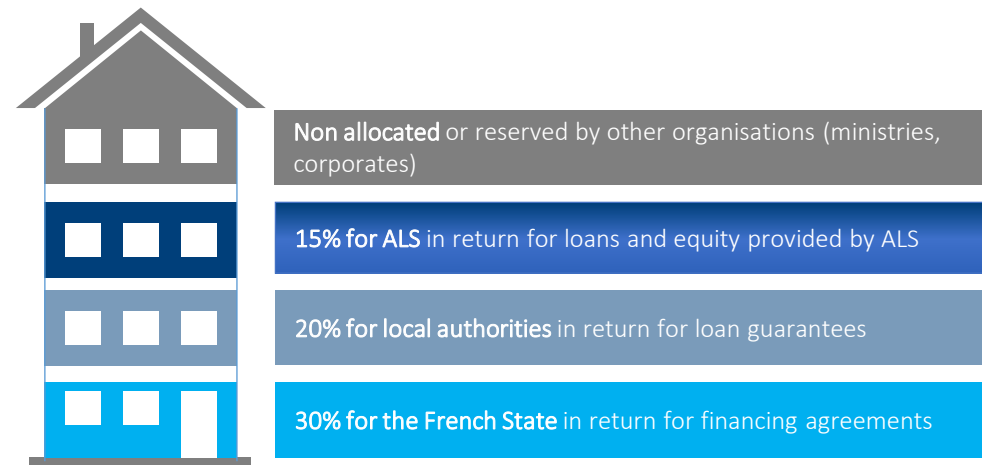 Non allocated or reserved by other organisations (ministries,
corporates)
15% for ALS in return for loans and equity provided by ALS
20% for local authorities in return for loan guarantees
30% for the French State in return for financing agreements